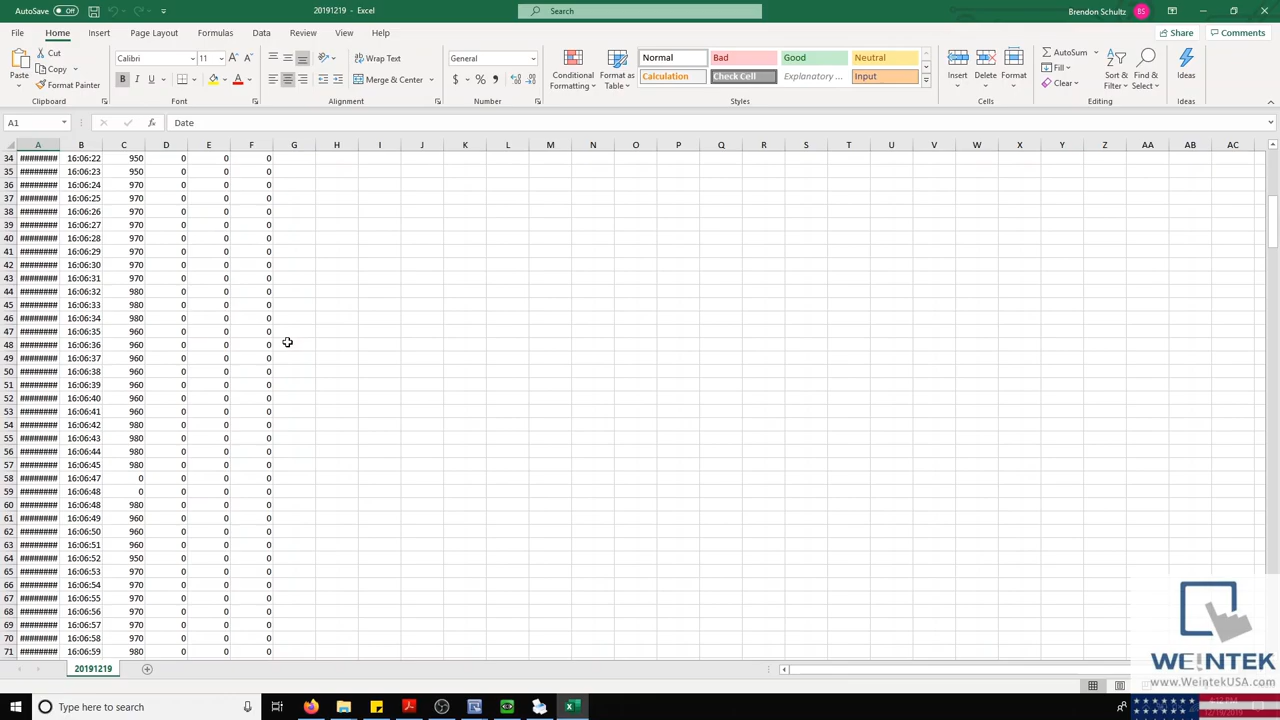 AutoSave Off 20191219 - Excel Search Brendon Schultz BS
File Home Insert Page Layout Formulas Data Review View Help Share Comments
Paste Cut Copy Format Painter Clipboard
Calibri 11 B I U Font
Wrap Text Merge & Center Alignment
General $ % Number
Conditional Formatting Format as Table
Normal Bad Good Neutral
Calculation Check Cell Explanatory ... Input
Styles
Insert Delete Format Cells
AutoSum Fill Clear Sort & Filter Find & Select Editing
Ideas Ideas
A1 fx Date
A B C D E F G H I J K L M N O P Q R S T U V W X Y Z AA AB AC
34 ######## 16:06:22 950 0 0 0
35 ######## 16:06:23 950 0 0 0
36 ######## 16:06:24 970 0 0 0
37 ######## 16:06:25 970 0 0 0
38 ######## 16:06:26 970 0 0 0
39 ######## 16:06:27 970 0 0 0
40 ######## 16:06:28 970 0 0 0
41 ######## 16:06:29 970 0 0 0
42 ######## 16:06:30 970 0 0 0
43 ######## 16:06:31 970 0 0 0
44 ######## 16:06:32 980 0 0 0
45 ######## 16:06:33 980 0 0 0
46 ######## 16:06:34 980 0 0 0
47 ######## 16:06:35 960 0 0 0
48 ######## 16:06:36 960 0 0 0
49 ######## 16:06:37 960 0 0 0
50 ######## 16:06:38 960 0 0 0
51 ######## 16:06:39 960 0 0 0
52 ######## 16:06:40 960 0 0 0
53 ######## 16:06:41 960 0 0 0
54 ######## 16:06:42 980 0 0 0
55 ######## 16:06:43 980 0 0 0
56 ######## 16:06:44 980 0 0 0
57 ######## 16:06:45 980 0 0 0
58 ######## 16:06:47 0 0 0 0
59 ######## 16:06:48 0 0 0 0
60 ######## 16:06:48 980 0 0 0
61 ######## 16:06:49 960 0 0 0
62 ######## 16:06:50 960 0 0 0
63 ######## 16:06:51 960 0 0 0
64 ######## 16:06:52 950 0 0 0
65 ######## 16:06:53 970 0 0 0
66 ######## 16:06:54 970 0 0 0
67 ######## 16:06:55 970 0 0 0
68 ######## 16:06:56 970 0 0 0
69 ######## 16:06:57 970 0 0 0
70 ######## 16:06:58 970 0 0 0
71 ######## 16:06:59 980 0 0 0
WEINTEK
www.WeintekUSA.com
20191219
Type here to search
4:12 PM
12/19/2019